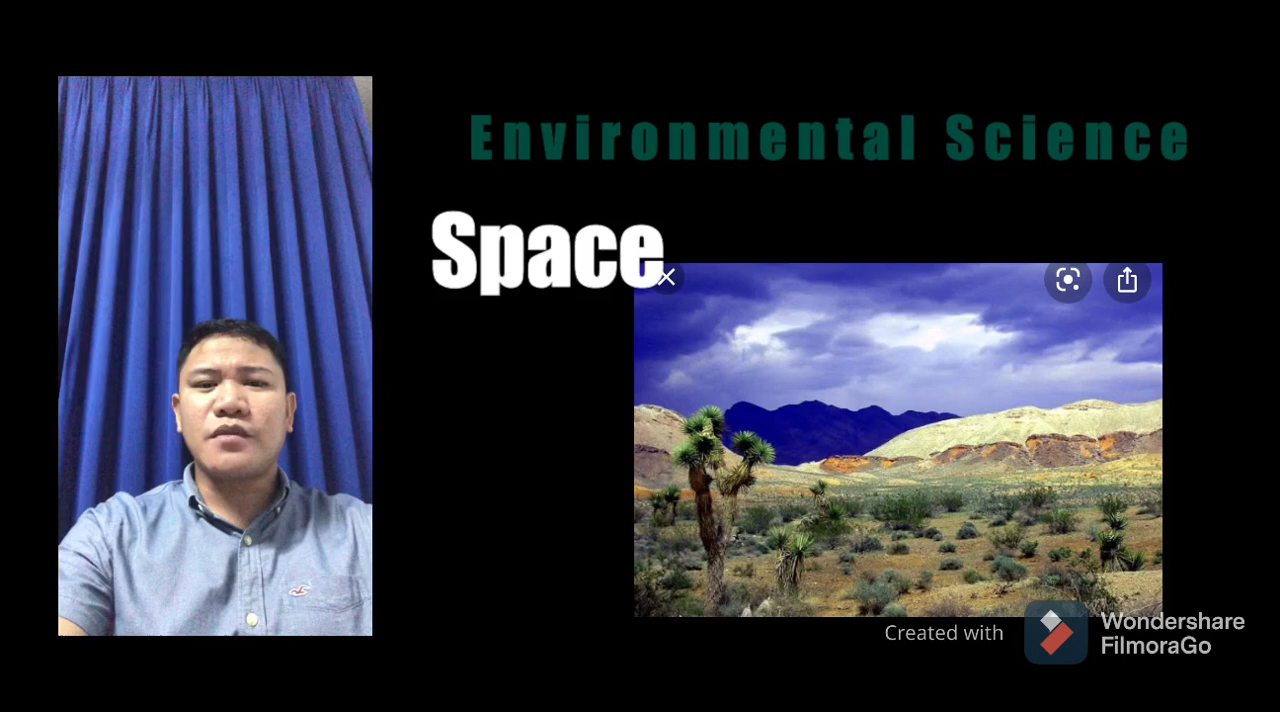 Environmental Science
Space
Created with
Wondershare
FilmoraGo